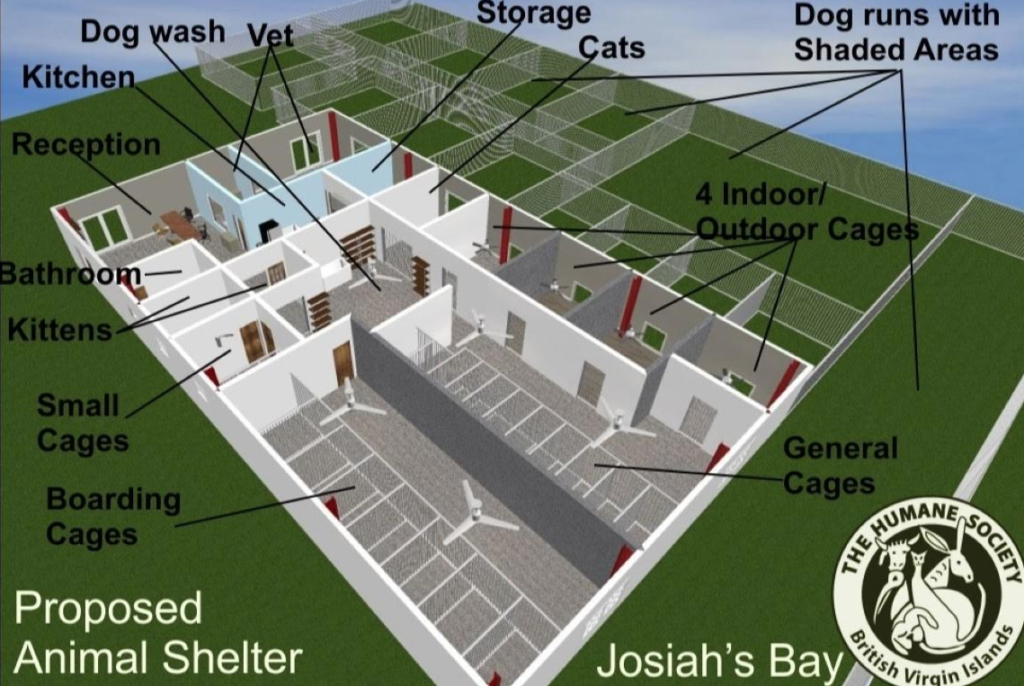 Storage
Dog runs with
Shaded Areas
Dog wash
Vet
Cats
Kitchen
Reception
4 Indoor/
Outdoor Cages
Bathroom
Kittens
Small
Cages
General
Cages
Boarding
Cages
Proposed
Animal Shelter
Josiah's Bay
THE HUMANE SOCIETY
British Virgin Islands